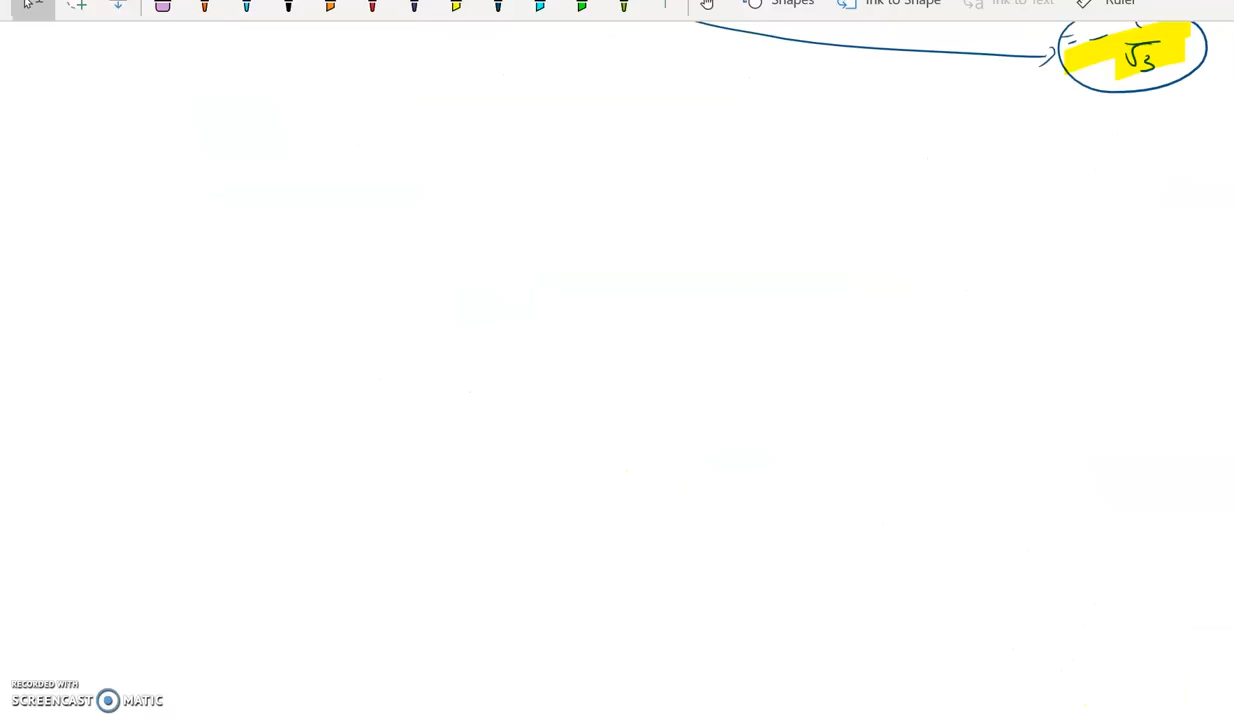 Shapes Ink to Shape Ink to Text Ruler
√3
RECORDED WITH
SCREENCAST MATIC